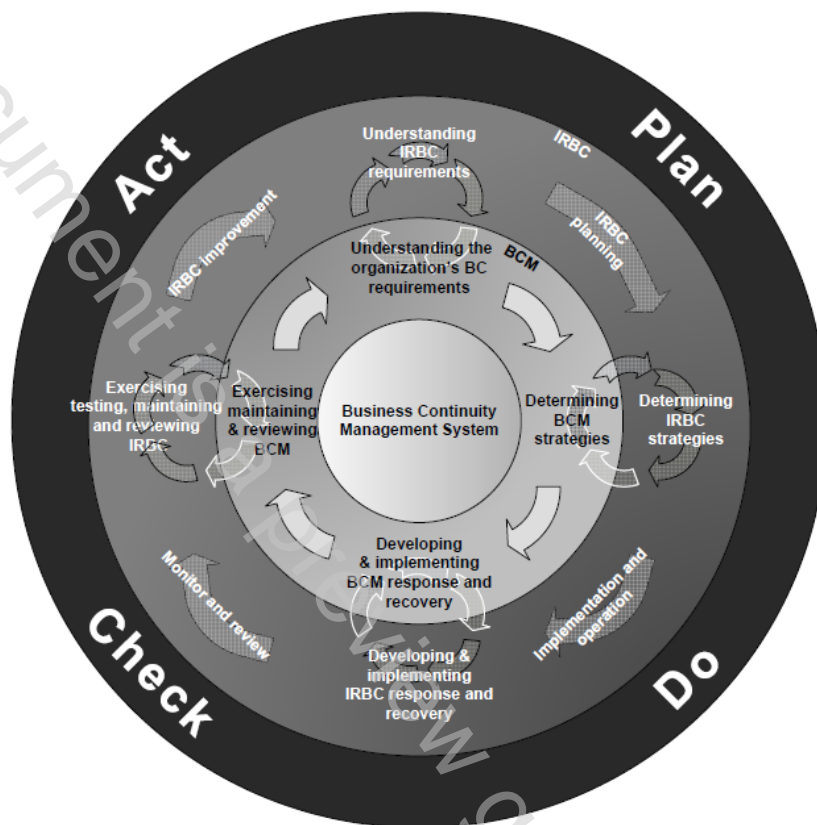 Act
Plan
Understanding
IRBC
requirements
IRBC
IRBC
planning
IRBC improvement
Understanding the
organization's BC
requirements
BCM
Exercising
testing, maintaining
and reviewing
IRBC
Exercising
maintaining
& reviewing
BCM
Business Continuity
Management System
Determining
BCM
strategies
Determining
IRBC
strategies
Developing
& implementing
BCM response and
recovery
Monitor and review
Implementation and
operation
Developing &
implementing
IRBC response and
recovery
Check
Do
is a preview